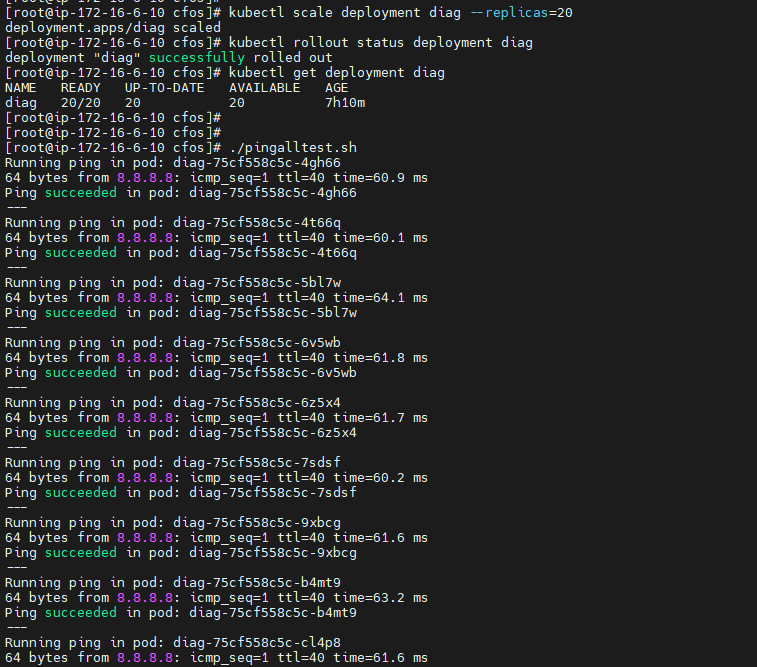 [root@ip-172-16-6-10 cfos]# kubectl scale deployment diag --replicas=20
deployment.apps/diag scaled
[root@ip-172-16-6-10 cfos]# kubectl rollout status deployment diag
deployment "diag" successfully rolled out
[root@ip-172-16-6-10 cfos]# kubectl get deployment diag
NAME   READY   UP-TO-DATE   AVAILABLE   AGE
diag   20/20   20           20          7h10m
[root@ip-172-16-6-10 cfos]#
[root@ip-172-16-6-10 cfos]#
[root@ip-172-16-6-10 cfos]# ./pingalltest.sh
Running ping in pod: diag-75cf558c5c-4gh66
64 bytes from 8.8.8.8: icmp_seq=1 ttl=40 time=60.9 ms
Ping succeeded in pod: diag-75cf558c5c-4gh66
---
Running ping in pod: diag-75cf558c5c-4t66q
64 bytes from 8.8.8.8: icmp_seq=1 ttl=40 time=60.1 ms
Ping succeeded in pod: diag-75cf558c5c-4t66q
---
Running ping in pod: diag-75cf558c5c-5bl7w
64 bytes from 8.8.8.8: icmp_seq=1 ttl=40 time=64.1 ms
Ping succeeded in pod: diag-75cf558c5c-5bl7w
---
Running ping in pod: diag-75cf558c5c-6v5wb
64 bytes from 8.8.8.8: icmp_seq=1 ttl=40 time=61.8 ms
Ping succeeded in pod: diag-75cf558c5c-6v5wb
---
Running ping in pod: diag-75cf558c5c-6z5x4
64 bytes from 8.8.8.8: icmp_seq=1 ttl=40 time=61.7 ms
Ping succeeded in pod: diag-75cf558c5c-6z5x4
---
Running ping in pod: diag-75cf558c5c-7sdsf
64 bytes from 8.8.8.8: icmp_seq=1 ttl=40 time=60.2 ms
Ping succeeded in pod: diag-75cf558c5c-7sdsf
---
Running ping in pod: diag-75cf558c5c-9xbcg
64 bytes from 8.8.8.8: icmp_seq=1 ttl=40 time=61.6 ms
Ping succeeded in pod: diag-75cf558c5c-9xbcg
---
Running ping in pod: diag-75cf558c5c-b4mt9
64 bytes from 8.8.8.8: icmp_seq=1 ttl=40 time=63.2 ms
Ping succeeded in pod: diag-75cf558c5c-b4mt9
---
Running ping in pod: diag-75cf558c5c-cl4p8
64 bytes from 8.8.8.8: icmp_seq=1 ttl=40 time=61.6 ms